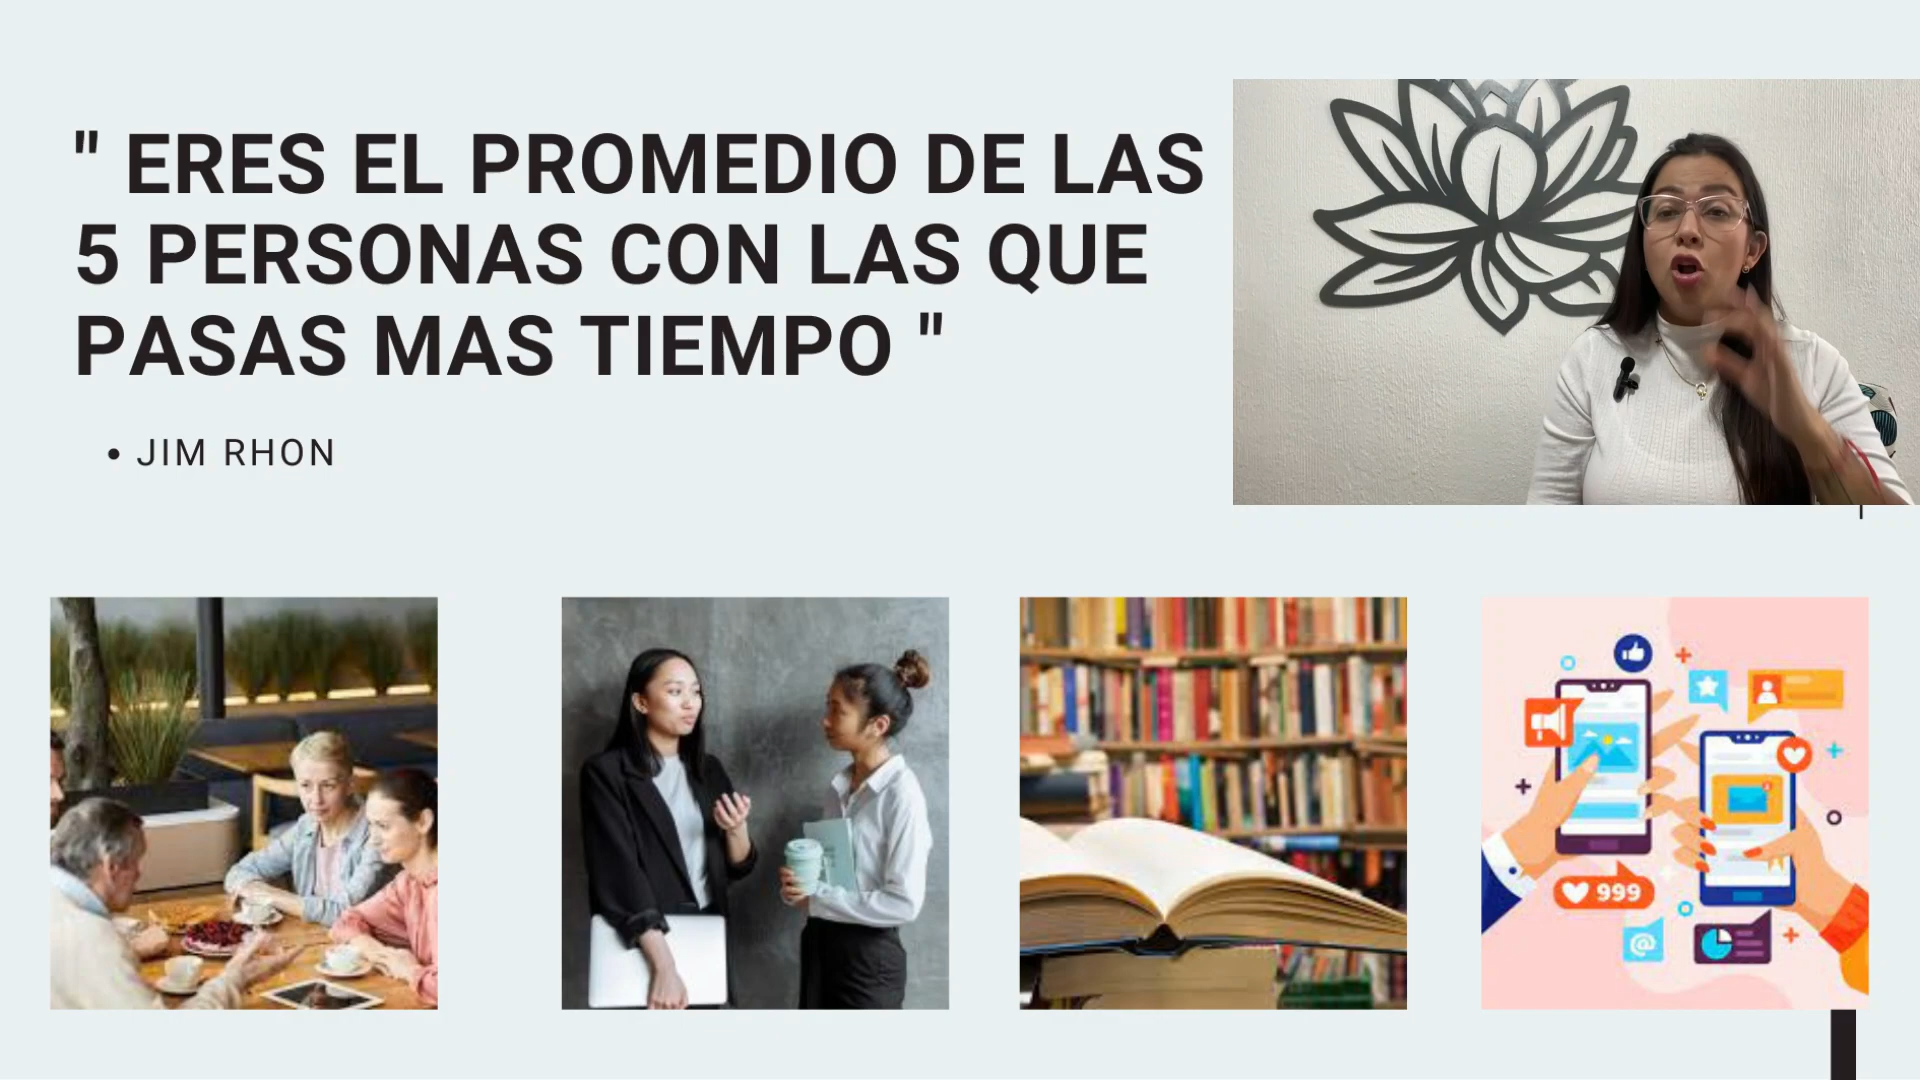 " ERES EL PROMEDIO DE LAS
5 PERSONAS CON LAS QUE
PASAS MAS TIEMPO "
• JIM RHON
999
@